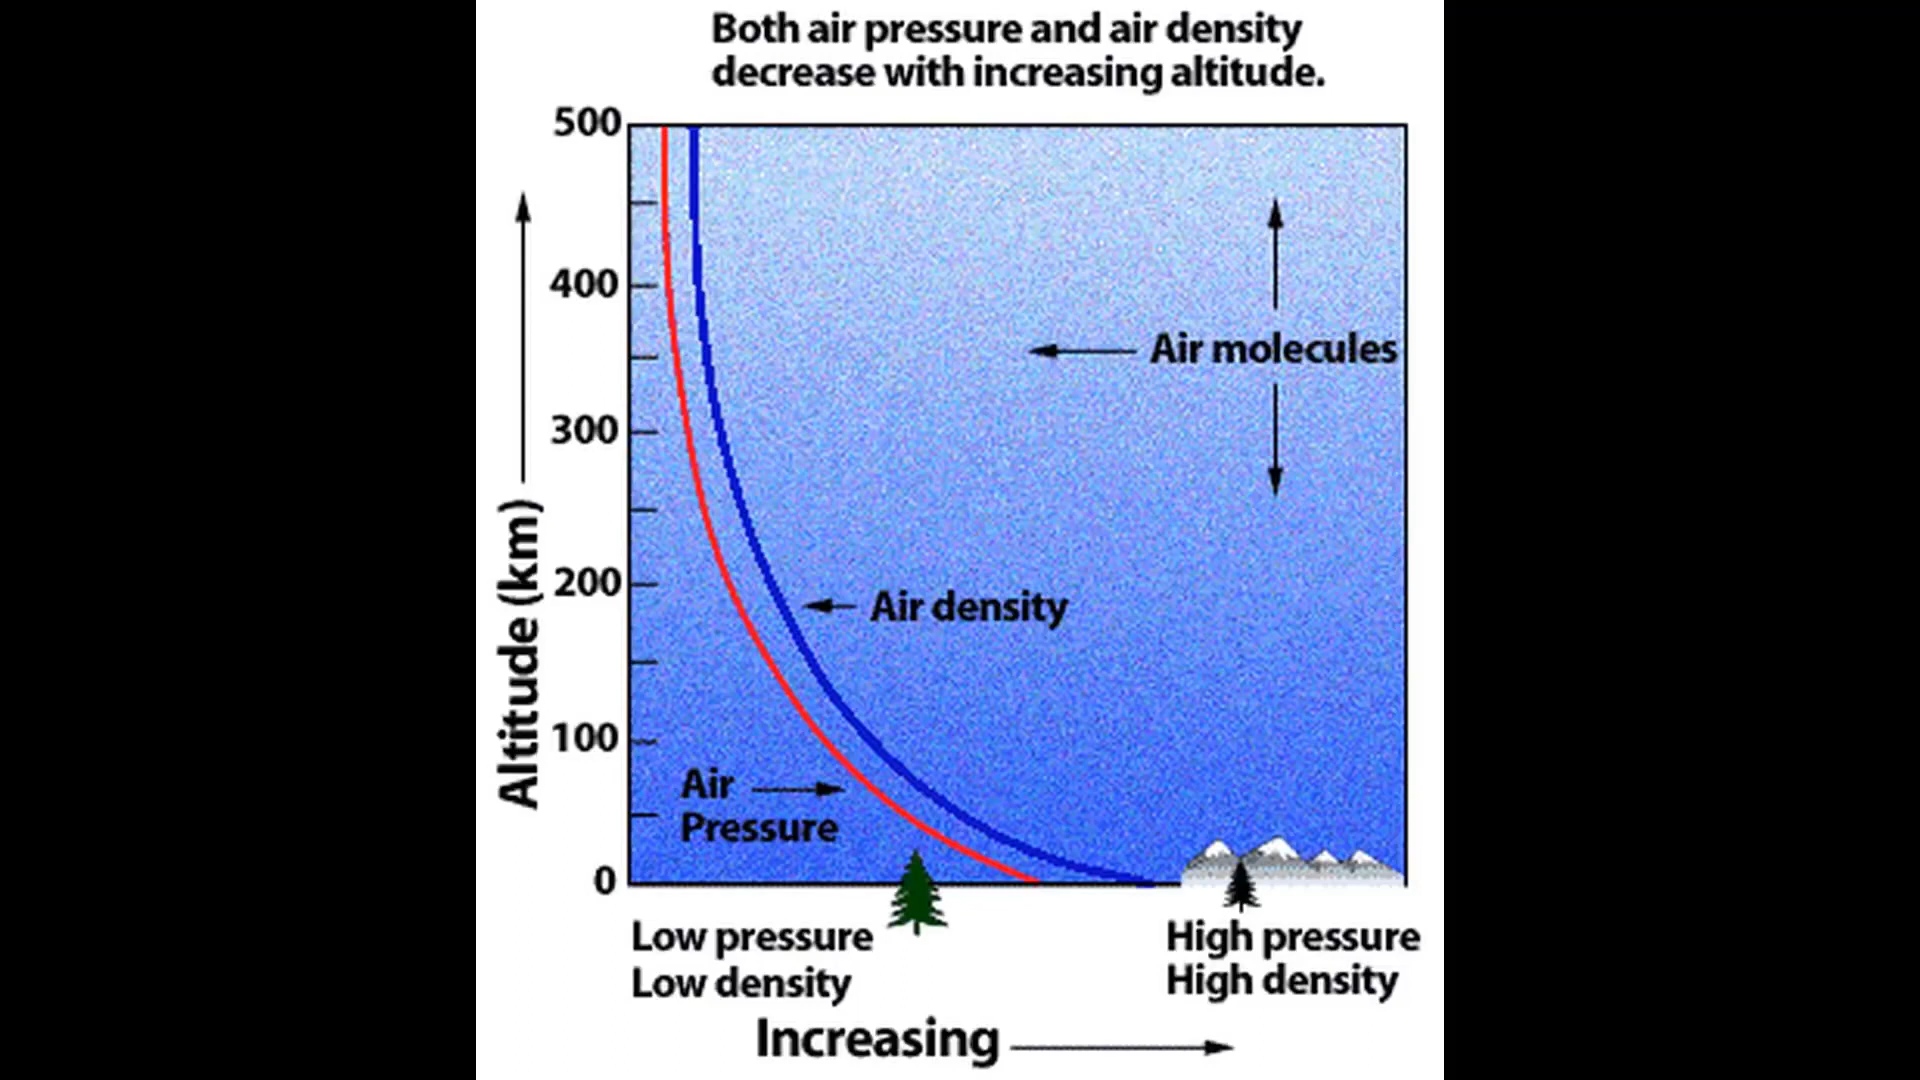 Both air pressure and air density
decrease with increasing altitude.
500
400
300
200
100
0
Altitude (km)
Air molecules
Air density
Air
Pressure
Low pressure
Low density
High pressure
High density
Increasing